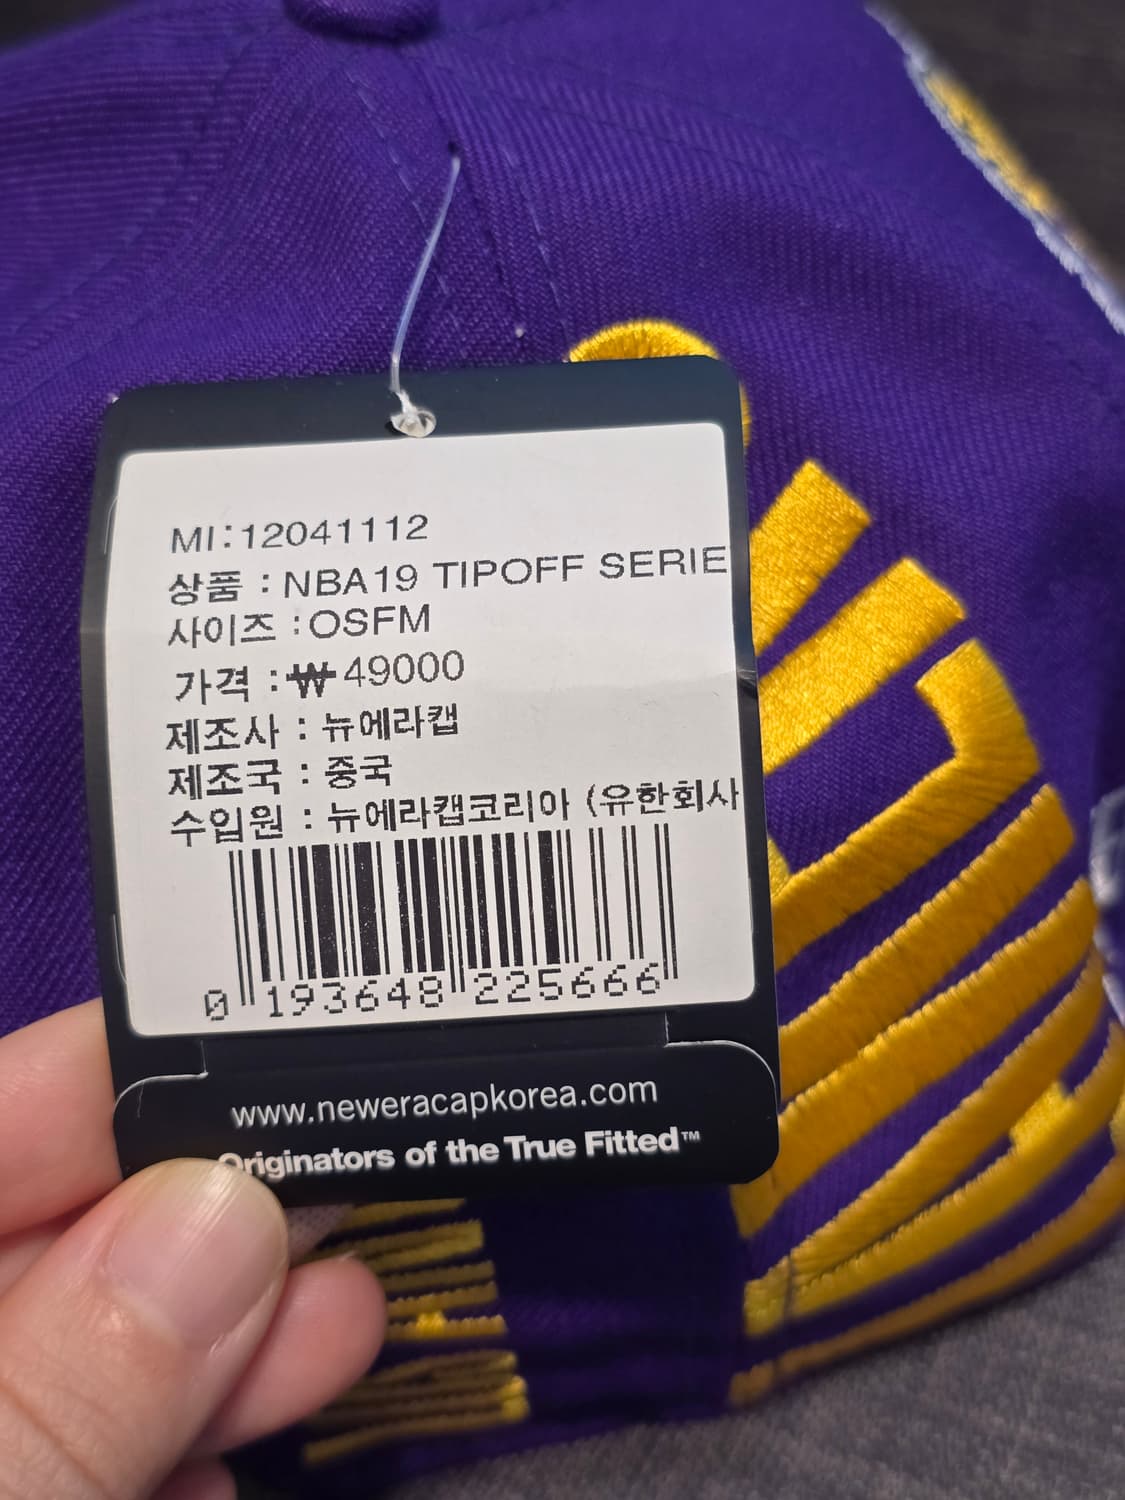 MI:12041112
상품 : NBA19 TIPOFF SERIE
사이즈 : OSFM
가격 : ₩49000
제조사 : 뉴에라캡
제조국 : 중국
수입원 : 뉴에라캡코리아 (유한회사
0 193648 225666
www.neweracapkorea.com
Originators of the True Fitted™